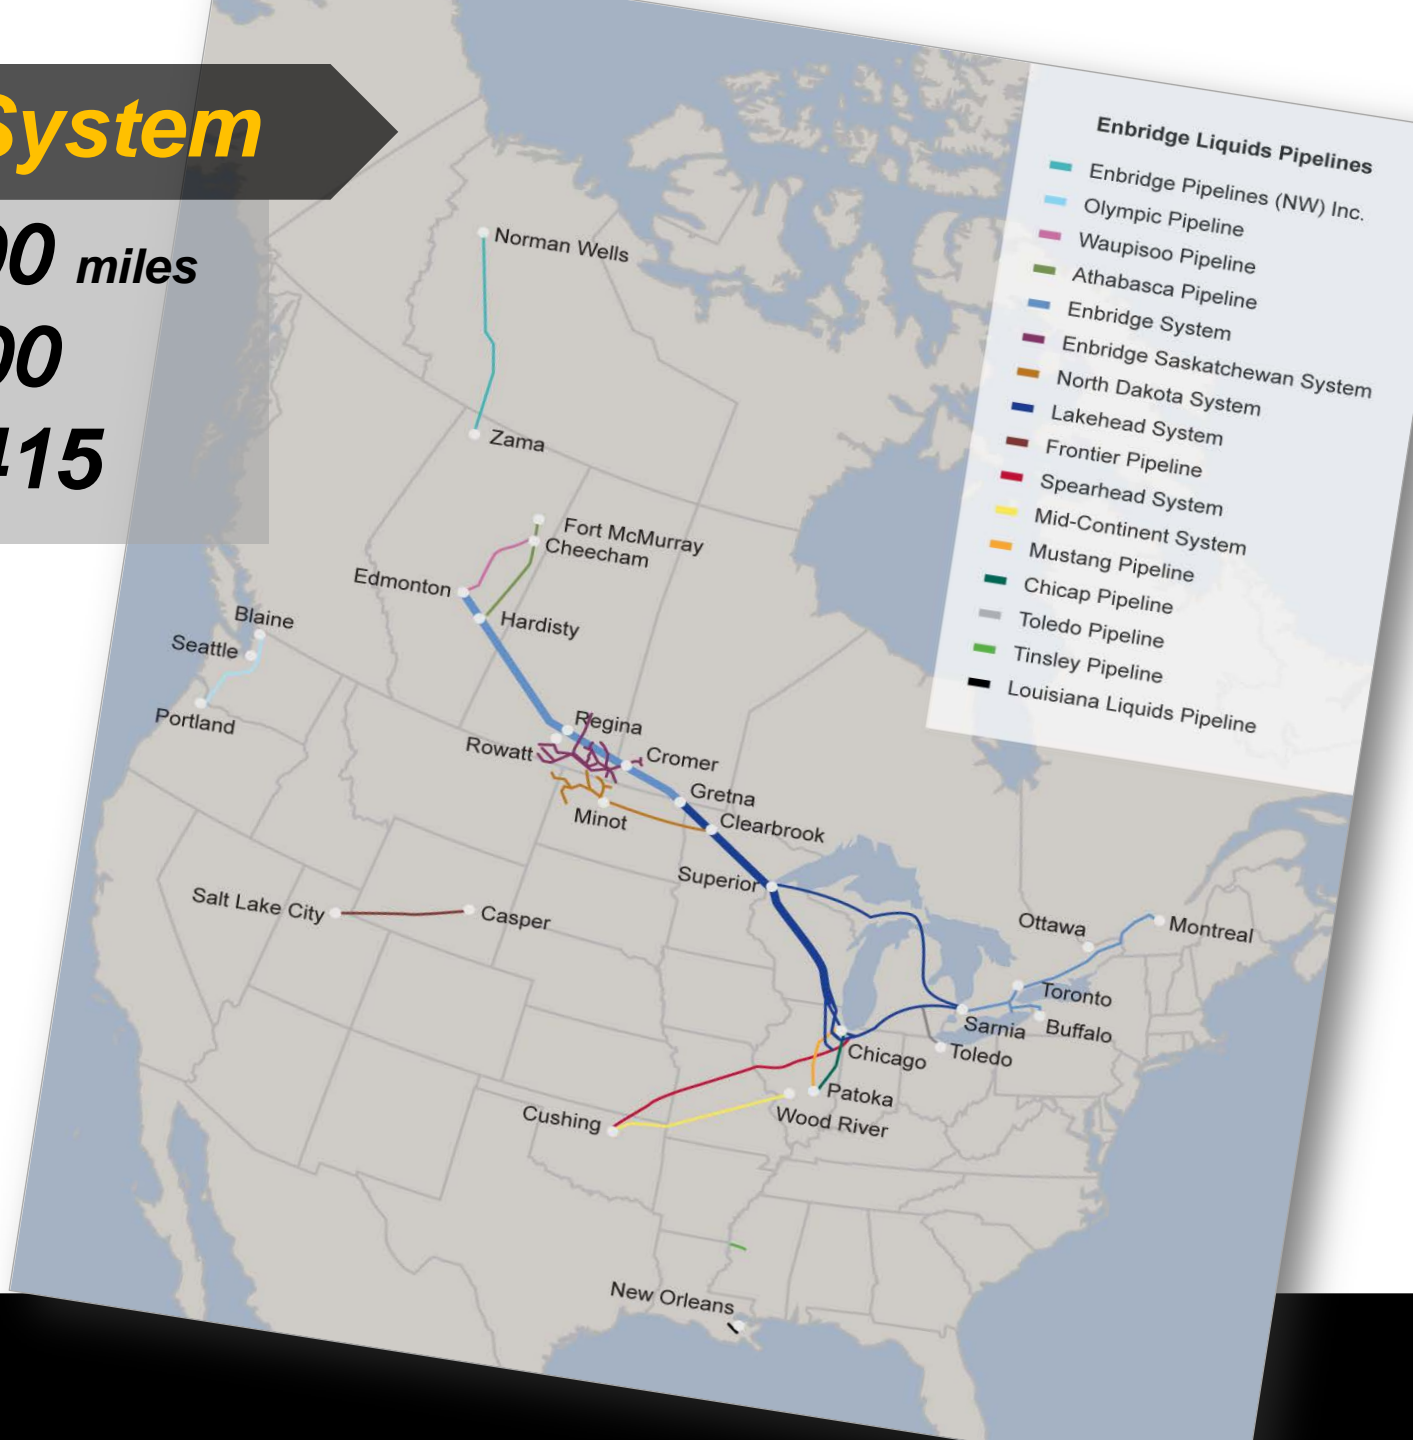 System
00 miles
00
415
Enbridge Liquids Pipelines
Enbridge Pipelines (NW) Inc.
Olympic Pipeline
Waupisoo Pipeline
Athabasca Pipeline
Enbridge System
Enbridge Saskatchewan System
North Dakota System
Lakehead System
Frontier Pipeline
Spearhead System
Mid-Continent System
Mustang Pipeline
Chicap Pipeline
Toledo Pipeline
Tinsley Pipeline
Louisiana Liquids Pipeline
Norman Wells
Zama
Fort McMurray
Cheecham
Edmonton
Hardisty
Blaine
Seattle
Portland
Regina
Rowatt
Cromer
Gretna
Minot
Clearbrook
Superior
Salt Lake City
Casper
Ottawa
Montreal
Toronto
Sarnia
Buffalo
Chicago
Toledo
Patoka
Cushing
Wood River
New Orleans